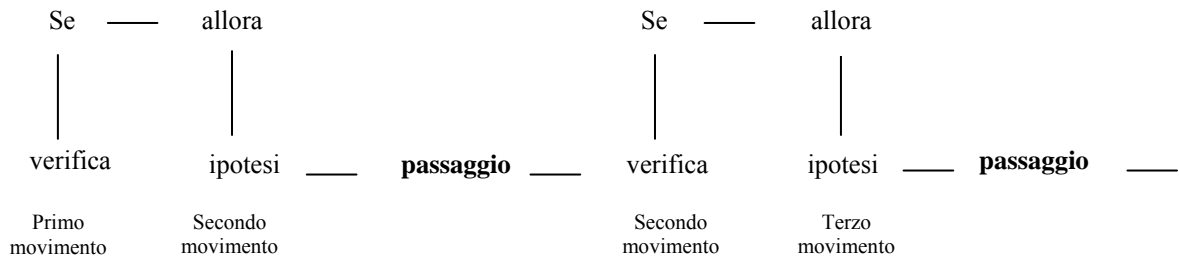 Se allora Se allora
verifica ipotesi passaggio verifica ipotesi passaggio
Primo Secondo Secondo Terzo
movimento movimento movimento movimento